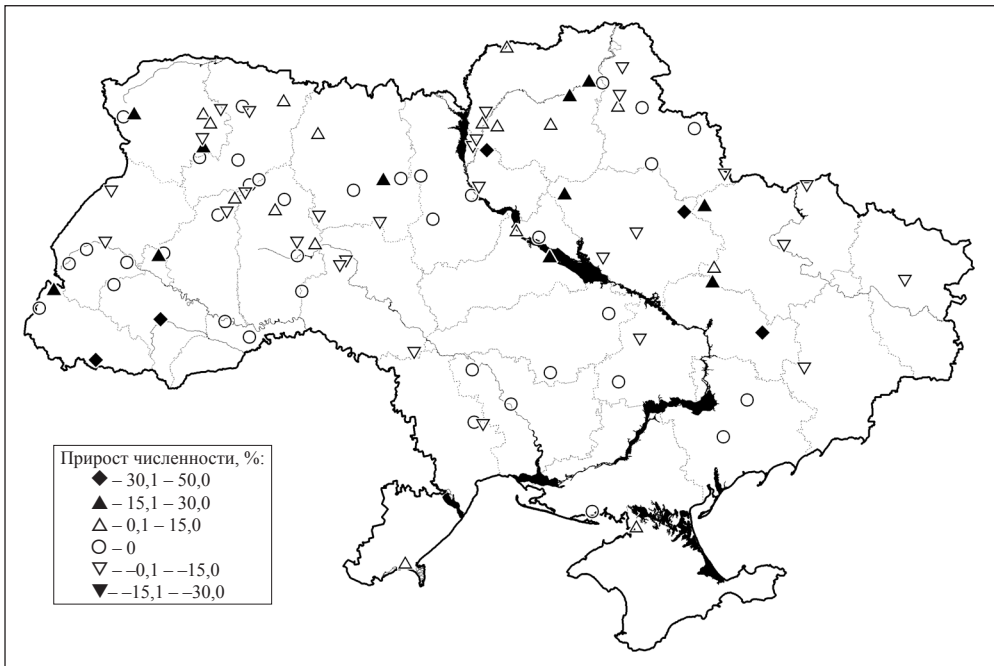 Прирост численности, %:
◆ – 30,1 – 50,0
▲ – 15,1 – 30,0
△ – 0,1 – 15,0
○ – 0
▽ – –0,1 – –15,0
▼ – –15,1 – –30,0